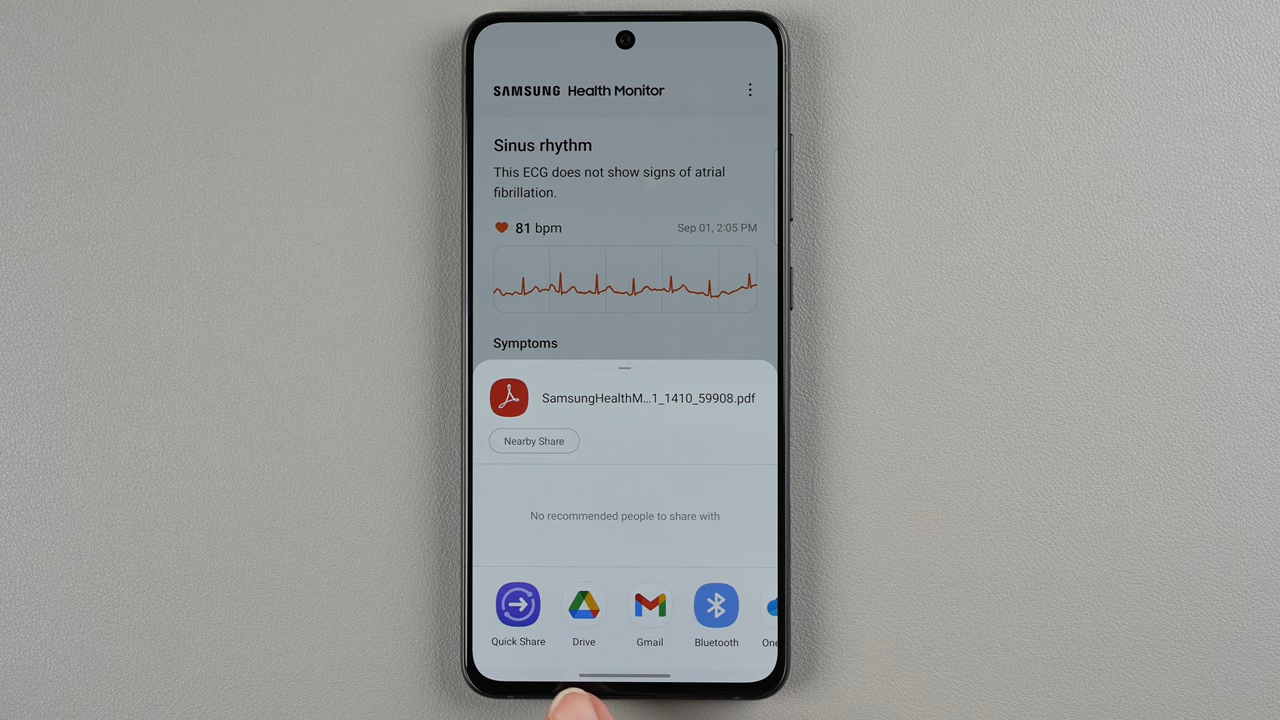 SAMSUNG Health Monitor
Sinus rhythm
This ECG does not show signs of atrial
fibrillation.
81 bpm
Sep 01, 2:05 PM
Symptoms
SamsungHealthM...1_1410_59908.pdf
Nearby Share
No recommended people to share with
Quick Share
Drive
Gmail
Bluetooth
One